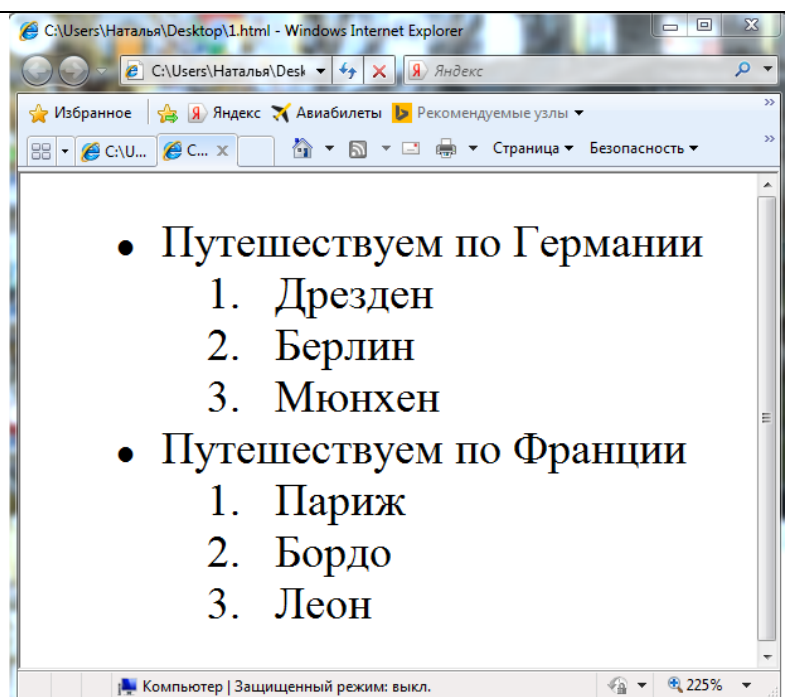 C:\Users\Наталья\Desktop\1.html - Windows Internet Explorer
C:\Users\Наталья\Desk Яндекс
Избранное Яндекс Авиабилеты Рекомендуемые узлы
C:\U... C... Страница Безопасность
• Путешествуем по Германии
1. Дрезден
2. Берлин
3. Мюнхен
• Путешествуем по Франции
1. Париж
2. Бордо
3. Леон
Компьютер | Защищенный режим: выкл. 225%